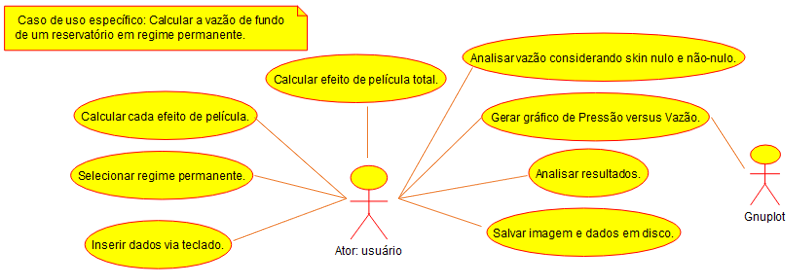 Caso de uso específico: Calcular a vazão de fundo
de um reservatório em regime permanente.
Calcular efeito de película total.
Analisar vazão considerando skin nulo e não-nulo.
Calcular cada efeito de película.
Gerar gráfico de Pressão versus Vazão.
Selecionar regime permanente.
Analisar resultados.
Gnuplot
Inserir dados via teclado.
Salvar imagem e dados em disco.
Ator: usuário